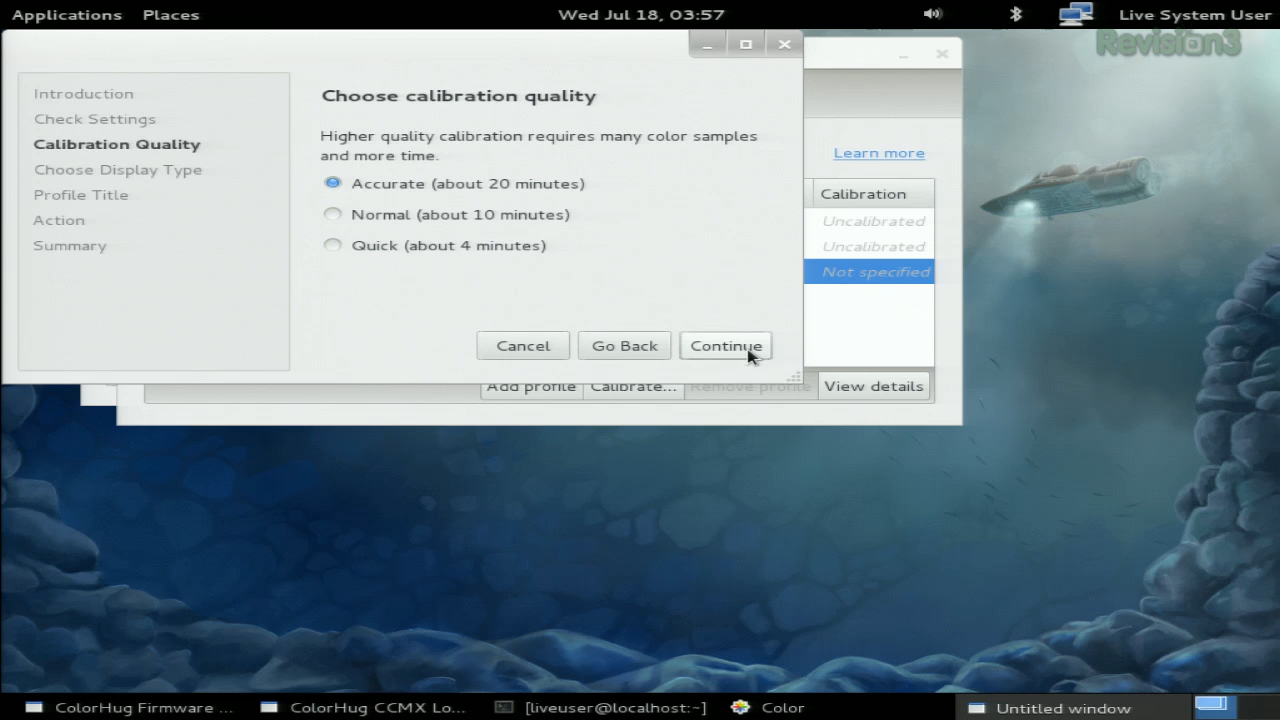 Applications Places Wed Jul 18, 03:57 Live System User
Revision3
Introduction
Check Settings
Calibration Quality
Choose Display Type
Profile Title
Action
Summary
Choose calibration quality
Higher quality calibration requires many color samples
and more time.
Accurate (about 20 minutes)
Normal (about 10 minutes)
Quick (about 4 minutes)
Cancel Go Back Continue
Learn more
Calibration
Uncalibrated
Uncalibrated
Not specified
Add profile Calibrate... Remove profile View details
ColorHug Firmware ... ColorHug CCMX Lo... [liveuser@localhost:~] Color Untitled window